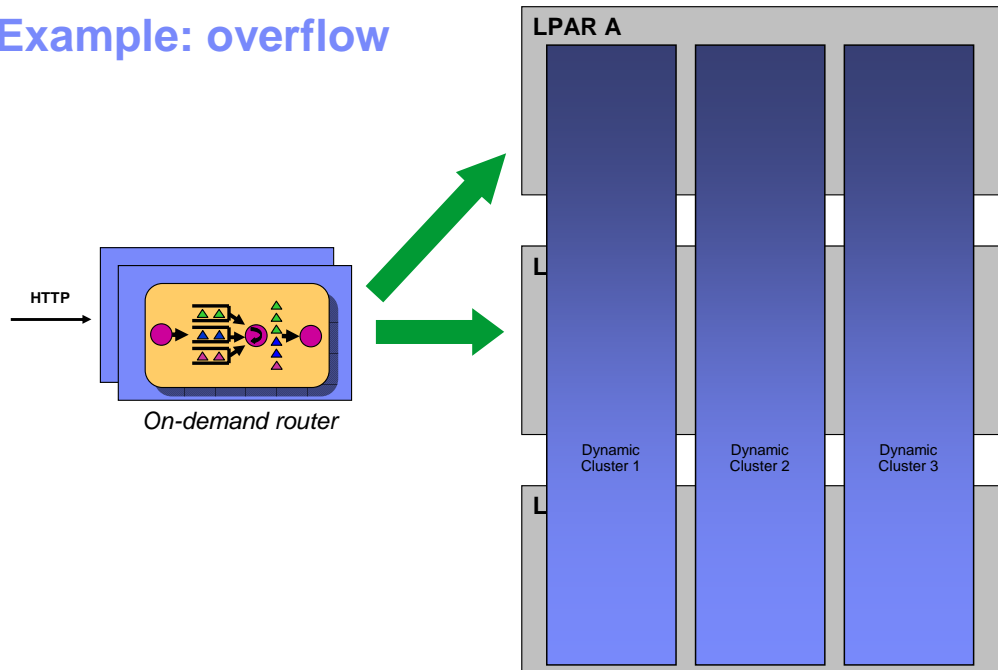 Example: overflow
LPAR A
HTTP
L
On-demand router
Dynamic
Cluster 1
Dynamic
Cluster 2
Dynamic
Cluster 3
L